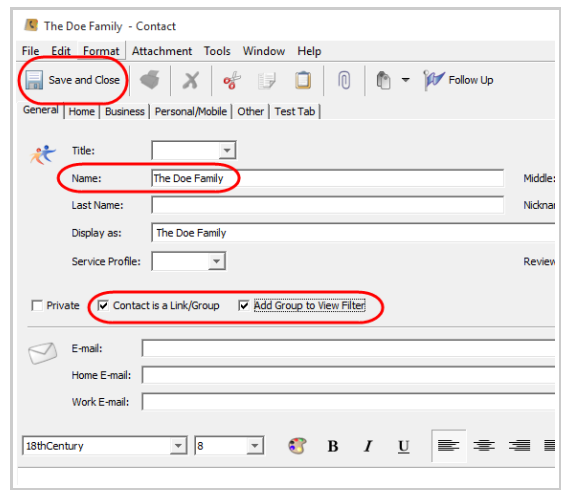 The Doe Family - Contact
File Edit Format Attachment Tools Window Help
Save and Close Follow Up
General Home Business Personal/Mobile Other Test Tab
Title:
Name: The Doe Family Middle:
Last Name:
Display as: The Doe Family
Service Profile: Review
Private Contact is a Link/Group Add Group to View Filter
E-mail:
Home E-mail:
Work E-mail:
18thCentury 8 B I U